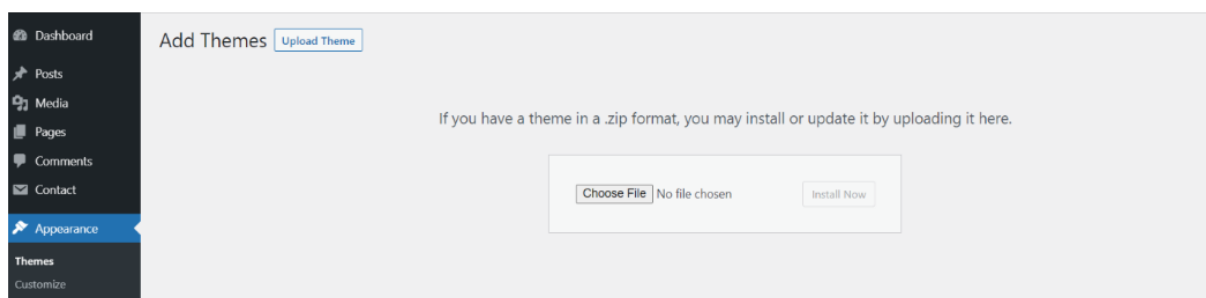 Dashboard
Posts
Media
Pages
Comments
Contact
Appearance
Themes
Customize
Add Themes Upload Theme
If you have a theme in a .zip format, you may install or update it by uploading it here.
Choose File No file chosen Install Now